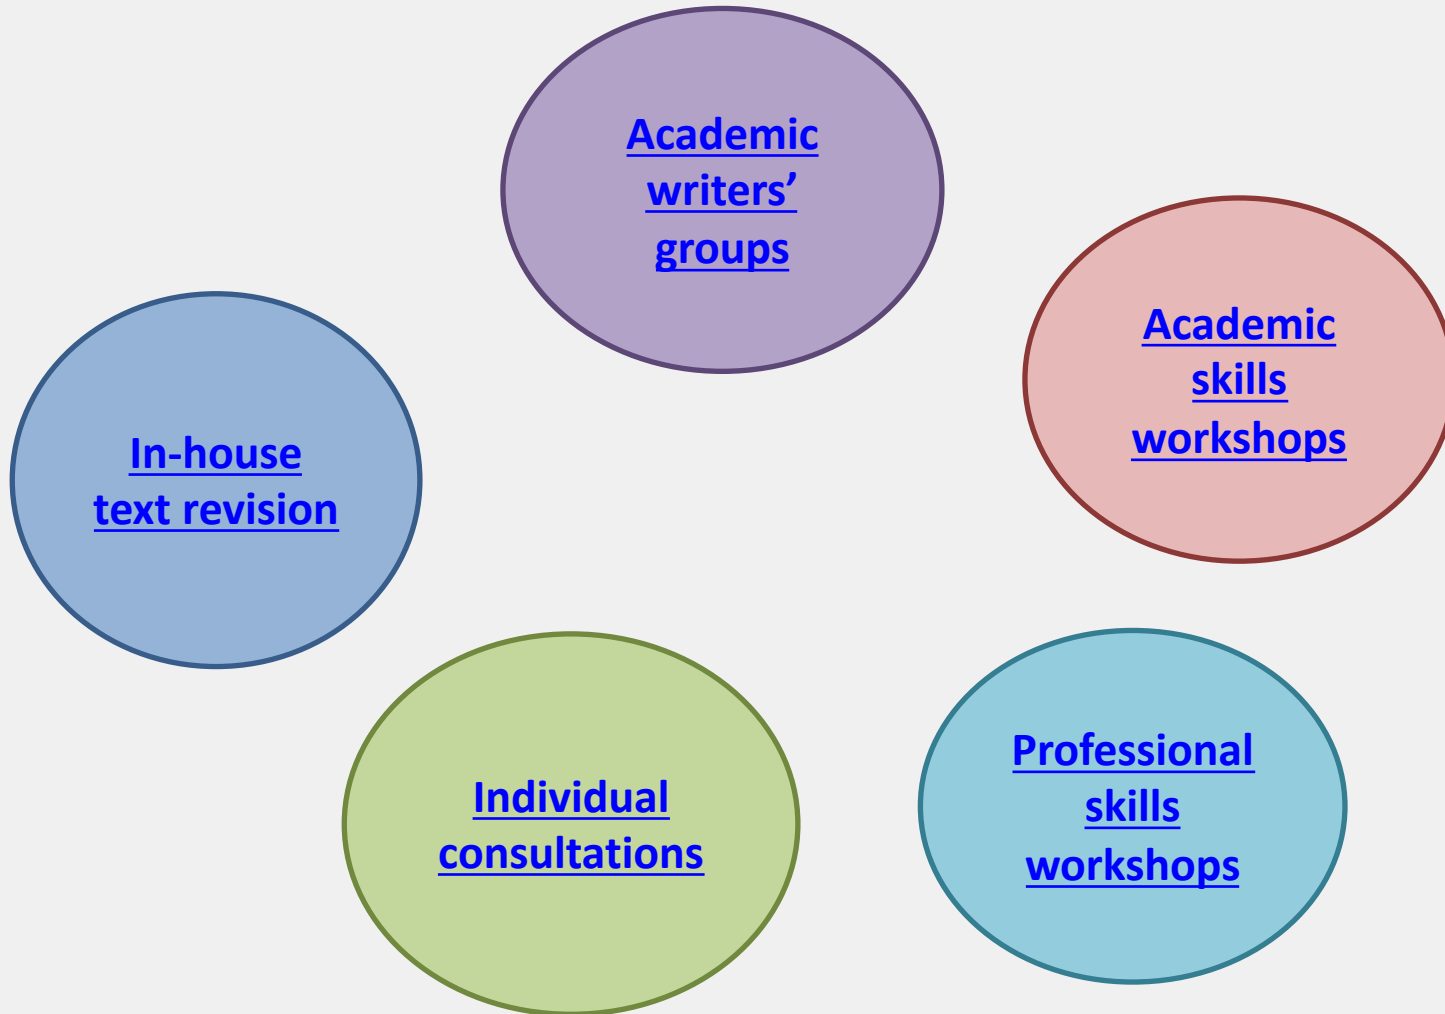 Academic
writers’
groups
Academic
skills
workshops
In-house
text revision
Individual
consultations
Professional
skills
workshops